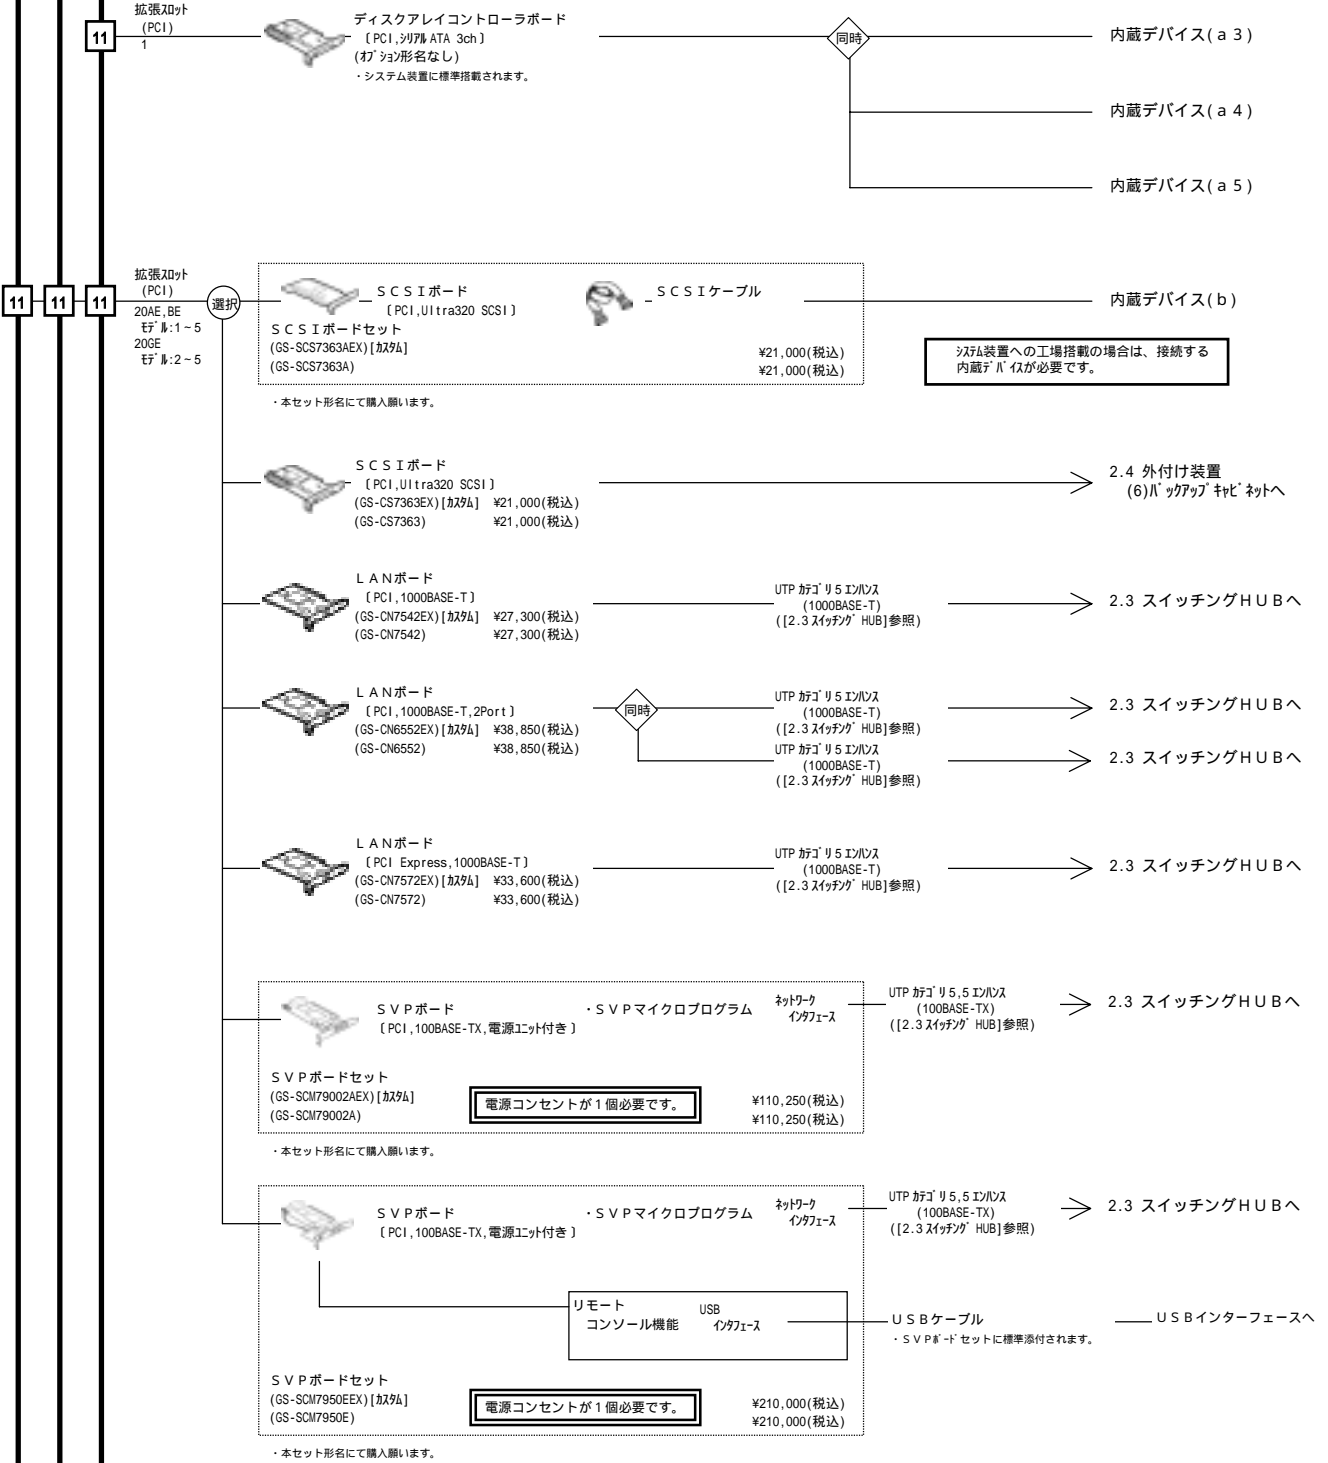 拡張ｽﾛｯﾄ
(PCI)
1
11
ディスクアレイコントローラボード
〔PCI,ｼﾘｱﾙ ATA 3ch〕
(ｵﾌﾟｼｮﾝ形名なし)
・システム装置に標準搭載されます。
同時
内蔵デバイス(ａ３)
内蔵デバイス(ａ４)
内蔵デバイス(ａ５)
拡張ｽﾛｯﾄ
(PCI)
11 11 11
20AE,BE
ﾓﾃﾞﾙ:1~5
20GE
ﾓﾃﾞﾙ:2~5
選択
ＳＣＳＩボード
〔PCI,Ultra320 SCSI〕
ＳＣＳＩケーブル
内蔵デバイス(ｂ)
ＳＣＳＩボードセット
(GS-SCS7363AEX)[ｶｽﾀﾑ] ¥21,000(税込)
(GS-SCS7363A) ¥21,000(税込)
ｼｽﾃﾑ装置への工場搭載の場合は、接続する
内蔵ﾃﾞﾊﾞｲｽが必要です。
・本セット形名にて購入願います。
ＳＣＳＩボード
〔PCI,Ultra320 SCSI〕
(GS-CS7363EX)[ｶｽﾀﾑ] ¥21,000(税込)
(GS-CS7363) ¥21,000(税込)
2.4 外付け装置
(6)ﾊﾞｯｸｱｯﾌﾟｷｬﾋﾞﾈｯﾄへ
ＬＡＮボード
〔PCI,1000BASE-T〕
(GS-CN7542EX)[ｶｽﾀﾑ] ¥27,300(税込)
(GS-CN7542) ¥27,300(税込)
UTP ｶﾃｺﾞﾘ５ｴﾝﾊﾝｽ
(1000BASE-T)
([2.3 ｽｲｯﾁﾝｸﾞHUB]参照)
2.3 スイッチングＨＵＢへ
ＬＡＮボード
〔PCI,1000BASE-T,2Port〕
(GS-CN6552EX)[ｶｽﾀﾑ] ¥38,850(税込)
(GS-CN6552) ¥38,850(税込)
同時
UTP ｶﾃｺﾞﾘ５ｴﾝﾊﾝｽ
(1000BASE-T)
([2.3 ｽｲｯﾁﾝｸﾞHUB]参照)
2.3 スイッチングＨＵＢへ
UTP ｶﾃｺﾞﾘ５ｴﾝﾊﾝｽ
(1000BASE-T)
([2.3 ｽｲｯﾁﾝｸﾞHUB]参照)
2.3 スイッチングＨＵＢへ
ＬＡＮボード
〔PCI Express,1000BASE-T〕
(GS-CN7572EX)[ｶｽﾀﾑ] ¥33,600(税込)
(GS-CN7572) ¥33,600(税込)
UTP ｶﾃｺﾞﾘ５ｴﾝﾊﾝｽ
(1000BASE-T)
([2.3 ｽｲｯﾁﾝｸﾞHUB]参照)
2.3 スイッチングＨＵＢへ
ＳＶＰボード
〔PCI,100BASE-TX,電源ﾕﾆｯﾄ付き〕
・ＳＶＰマイクロプログラム
ﾈｯﾄﾜｰｸ
ｲﾝﾀﾌｪｰｽ
UTP ｶﾃｺﾞﾘ５,５ｴﾝﾊﾝｽ
(100BASE-TX)
([2.3 ｽｲｯﾁﾝｸﾞHUB]参照)
2.3 スイッチングＨＵＢへ
ＳＶＰボードセット
(GS-SCM79002AEX)[ｶｽﾀﾑ] ¥110,250(税込)
(GS-SCM79002A) ¥110,250(税込)
電源コンセントが１個必要です。
・本セット形名にて購入願います。
ＳＶＰボード
〔PCI,100BASE-TX,電源ﾕﾆｯﾄ付き〕
・ＳＶＰマイクロプログラム
ﾈｯﾄﾜｰｸ
ｲﾝﾀﾌｪｰｽ
UTP ｶﾃｺﾞﾘ５,５ｴﾝﾊﾝｽ
(100BASE-TX)
([2.3 ｽｲｯﾁﾝｸﾞHUB]参照)
2.3 スイッチングＨＵＢへ
リモート
コンソール機能
USB
ｲﾝﾀﾌｪｰｽ
ＵＳＢケーブル
・ＳＶＰﾎﾞｰﾄﾞセットに標準添付されます。
ＵＳＢインターフェースへ
ＳＶＰボードセット
(GS-SCM7950EEX)[ｶｽﾀﾑ] ¥210,000(税込)
(GS-SCM7950E) ¥210,000(税込)
電源コンセントが１個必要です。
・本セット形名にて購入願います。